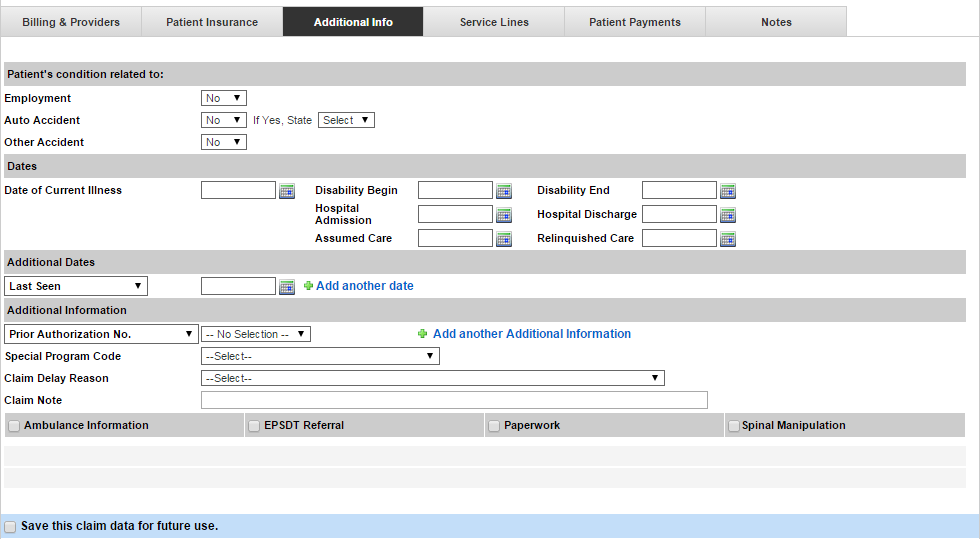 Billing & Providers Patient Insurance Additional Info Service Lines Patient Payments Notes
Patient's condition related to:
Employment No
Auto Accident No If Yes, State Select
Other Accident No
Dates
Date of Current Illness Disability Begin Disability End
Hospital Admission Hospital Discharge
Assumed Care Relinquished Care
Additional Dates
Last Seen Add another date
Additional Information
Prior Authorization No. -- No Selection -- Add another Additional Information
Special Program Code --Select--
Claim Delay Reason --Select--
Claim Note
Ambulance Information EPSDT Referral Paperwork Spinal Manipulation
Save this claim data for future use.